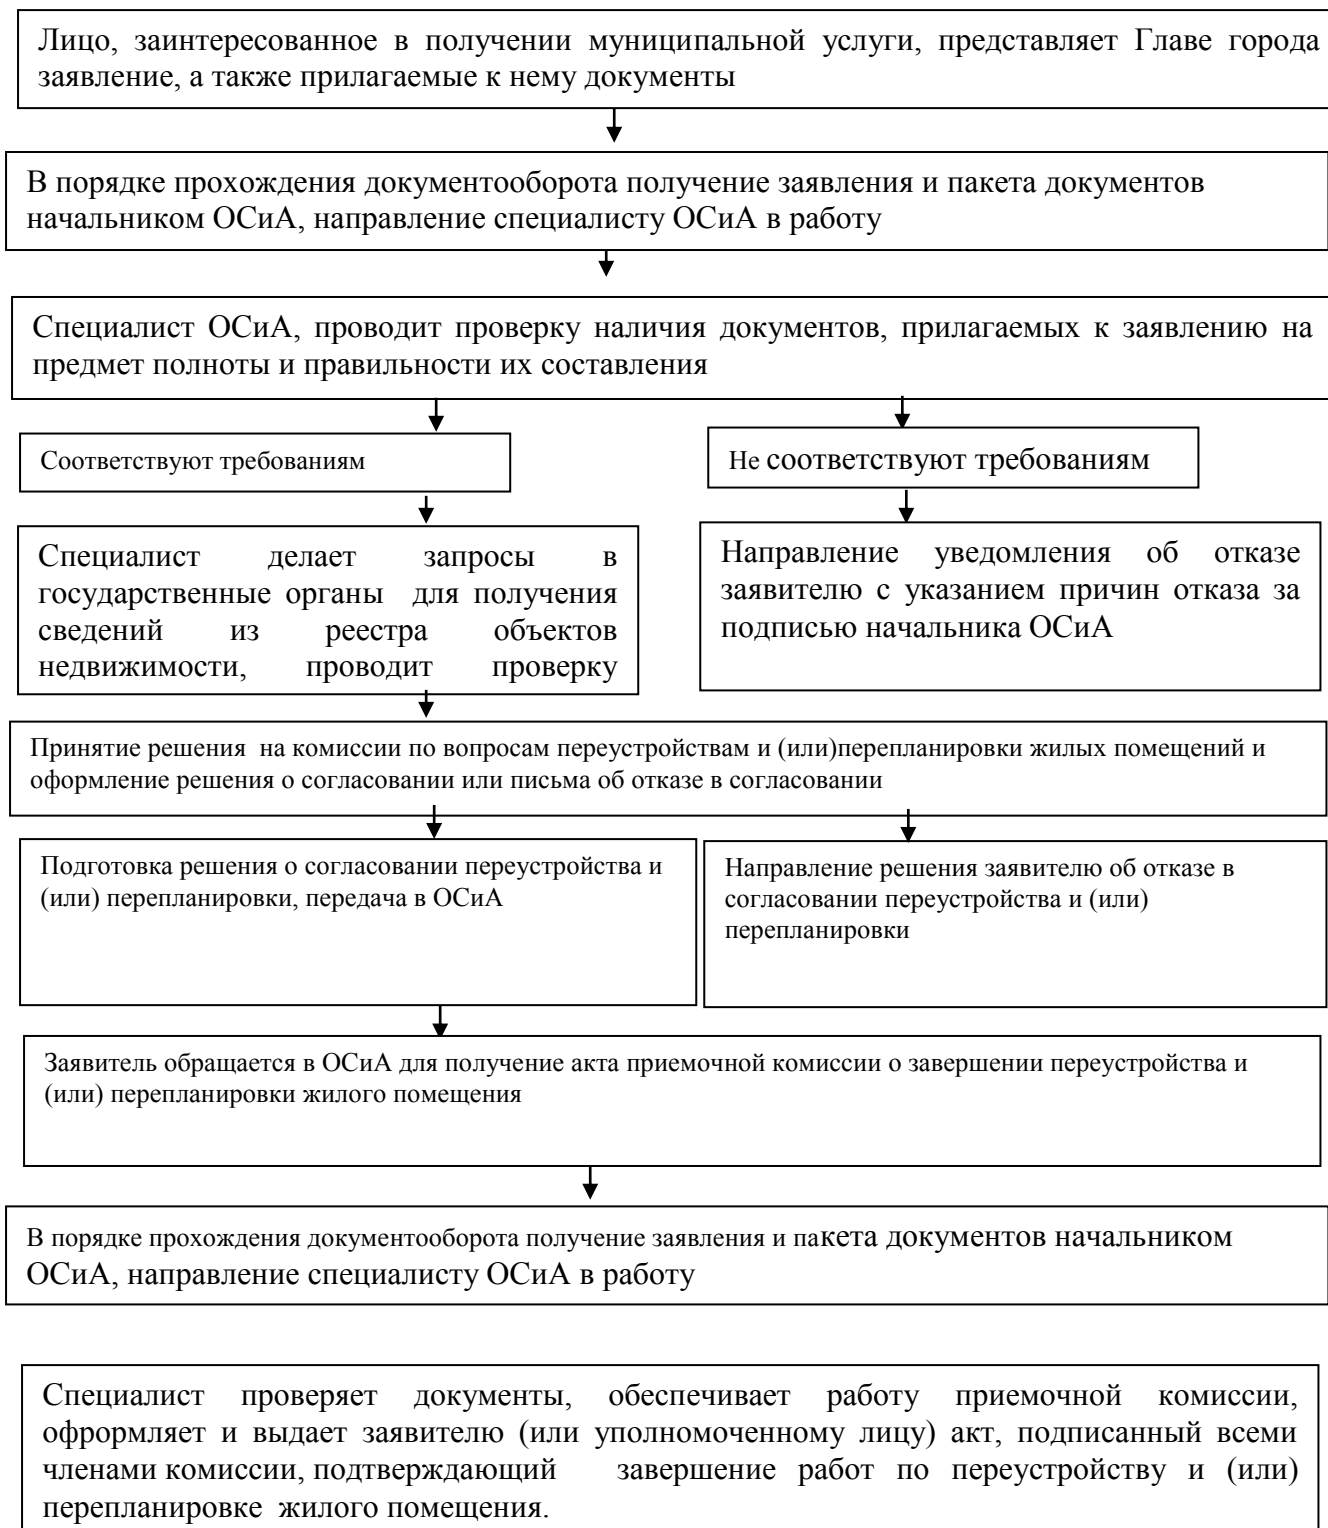 Лицо, заинтересованное в получении муниципальной услуги, представляет Главе города
заявление, а также прилагаемые к нему документы
В порядке прохождения документооборота получение заявления и пакета документов
начальником ОСиА, направление специалисту ОСиА в работу
Специалист ОСиА, проводит проверку наличия документов, прилагаемых к заявлению на
предмет полноты и правильности их составления
Соответствуют требованиям
Не соответствуют требованиям
Специалист делает запросы в
государственные органы для получения
сведений из реестра объектов
недвижимости, проводит проверку
Направление уведомления об отказе
заявителю с указанием причин отказа за
подписью начальника ОСиА
Принятие решения на комиссии по вопросам переустройствам и (или)перепланировки жилых помещений и
оформление решения о согласовании или письма об отказе в согласовании
Подготовка решения о согласовании переустройства и
(или) перепланировки, передача в ОСиА
Направление решения заявителю об отказе в
согласовании переустройства и (или)
перепланировки
Заявитель обращается в ОСиА для получение акта приемочной комиссии о завершении переустройства и
(или) перепланировки жилого помещения
В порядке прохождения документооборота получение заявления и пакета документов начальником
ОСиА, направление специалисту ОСиА в работу
Специалист проверяет документы, обеспечивает работу приемочной комиссии,
офрормляет и выдает заявителю (или уполномоченному лицу) акт, подписанный всеми
членами комиссии, подтверждающий завершение работ по переустройству и (или)
перепланировке жилого помещения.